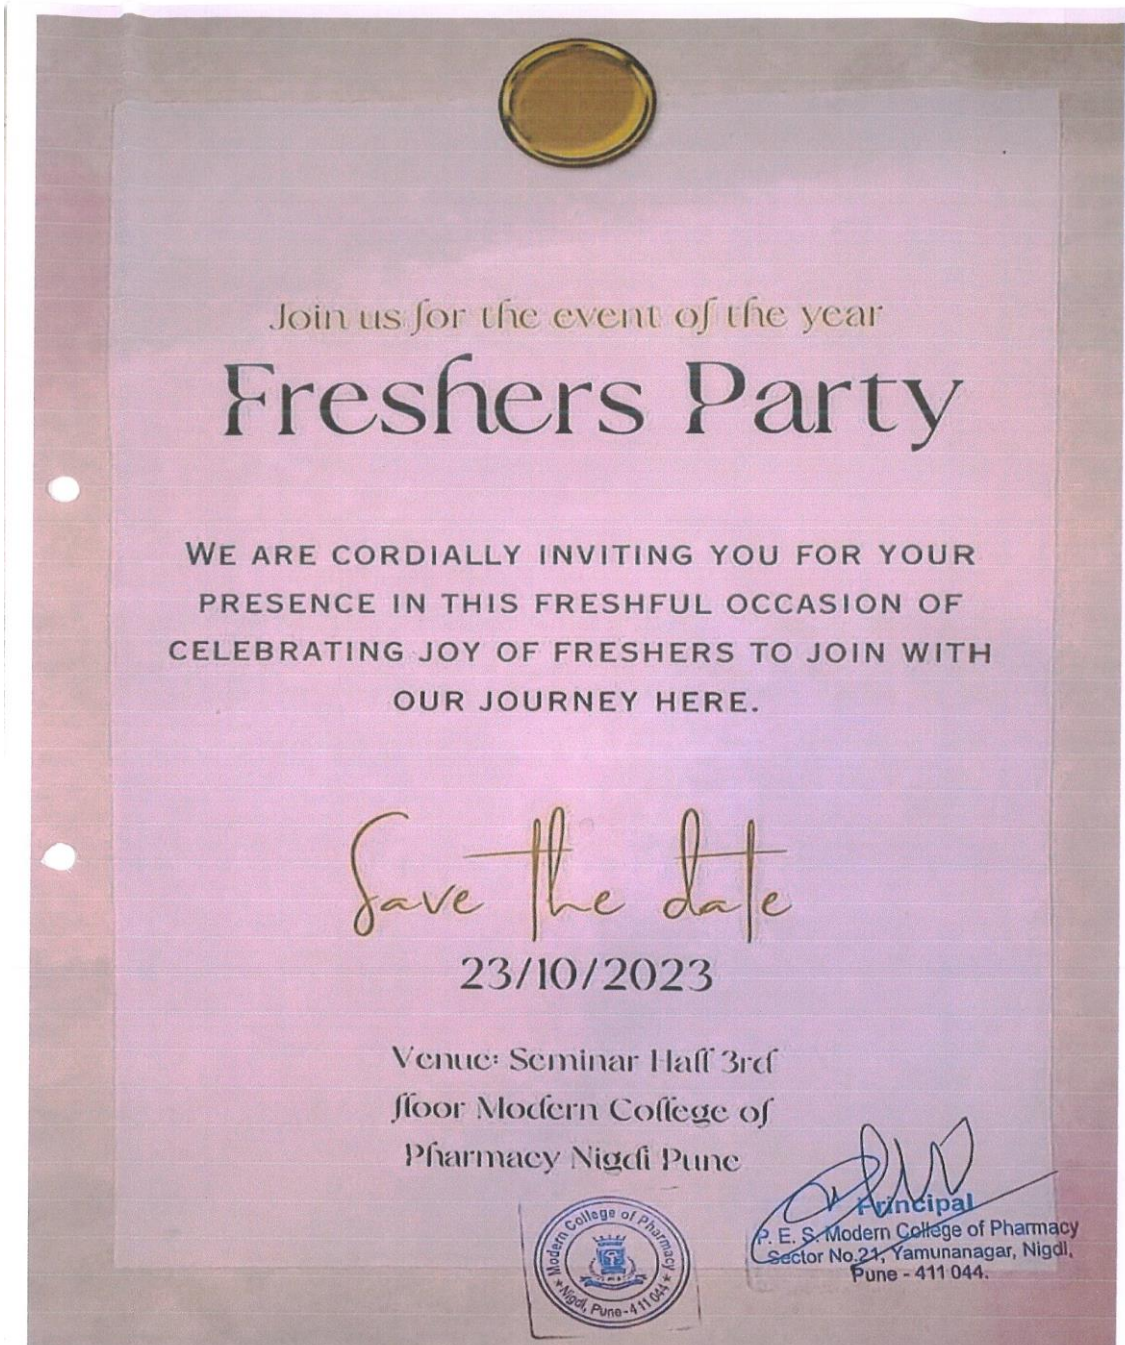 Join us for the event of the year
Freshers Party
WE ARE CORDIALLY INVITING YOU FOR YOUR
PRESENCE IN THIS FRESHFUL OCCASION OF
CELEBRATING JOY OF FRESHERS TO JOIN WITH
OUR JOURNEY HERE.
Save the date
23/10/2023
Venue: Seminar Hall 3rd
floor Modern College of
Pharmacy Nigdi Pune
Modern College of Pharmacy
★ Nigdi, Pune-411 044 ★
Principal
P. E. S. Modern College of Pharmacy
Sector No.21, Yamunanagar, Nigdi,
Pune - 411 044.